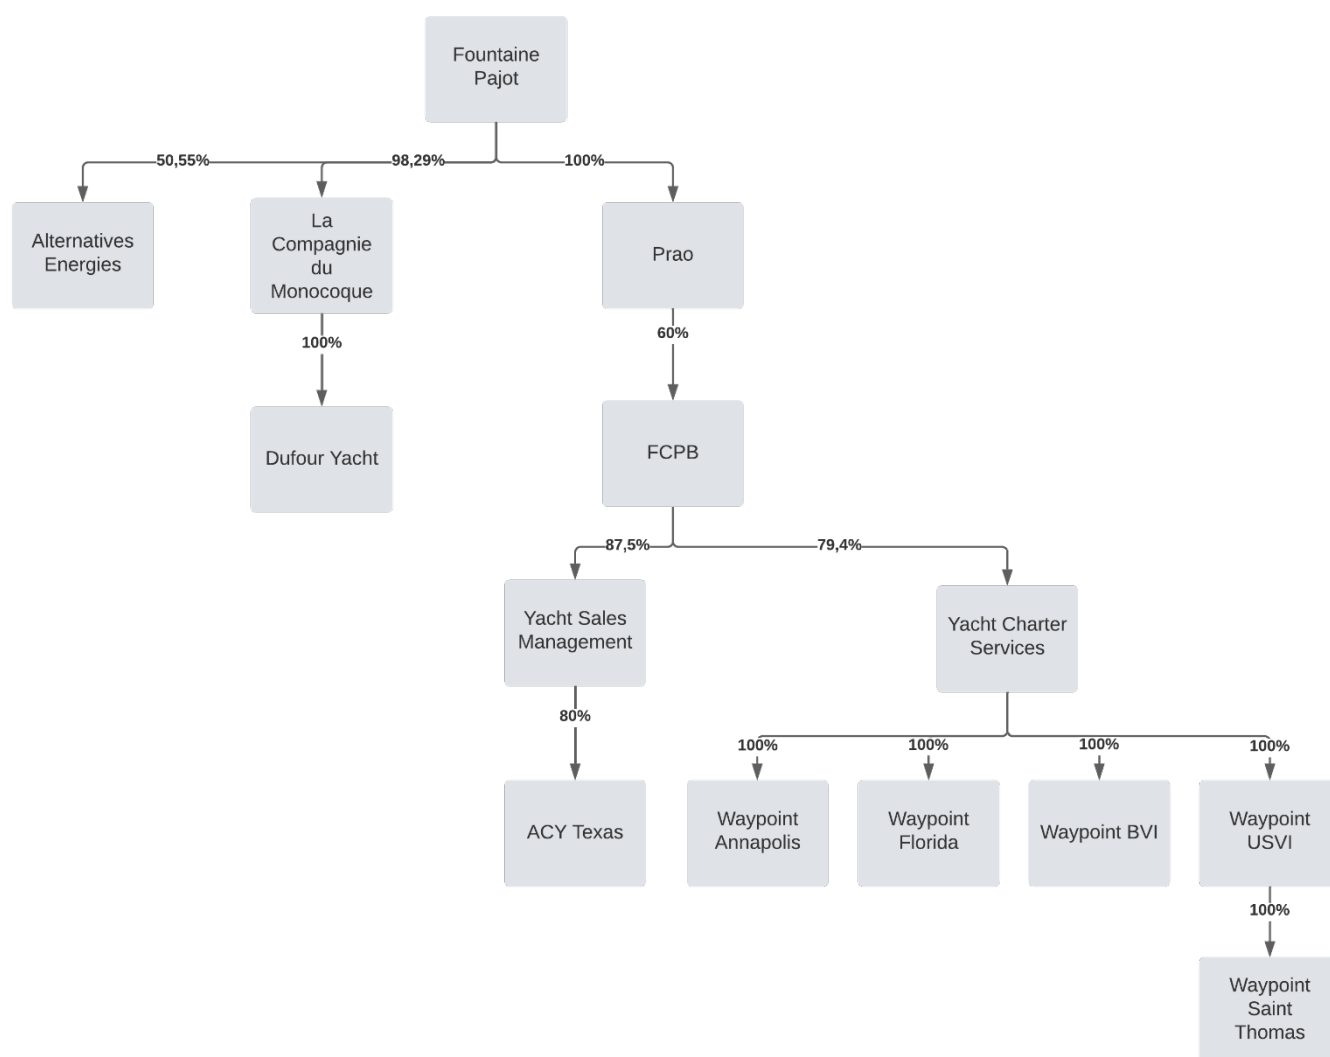 Fountaine
Pajot
50,55%
98,29%
100%
Alternatives
Energies
La
Compagnie
du
Monocoque
Prao
100%
60%
Dufour Yacht
FCPB
87,5%
79,4%
Yacht Sales
Management
Yacht Charter
Services
80%
100%
100%
100%
100%
ACY Texas
Waypoint
Annapolis
Waypoint
Florida
Waypoint BVI
Waypoint
USVI
100%
Waypoint
Saint
Thomas